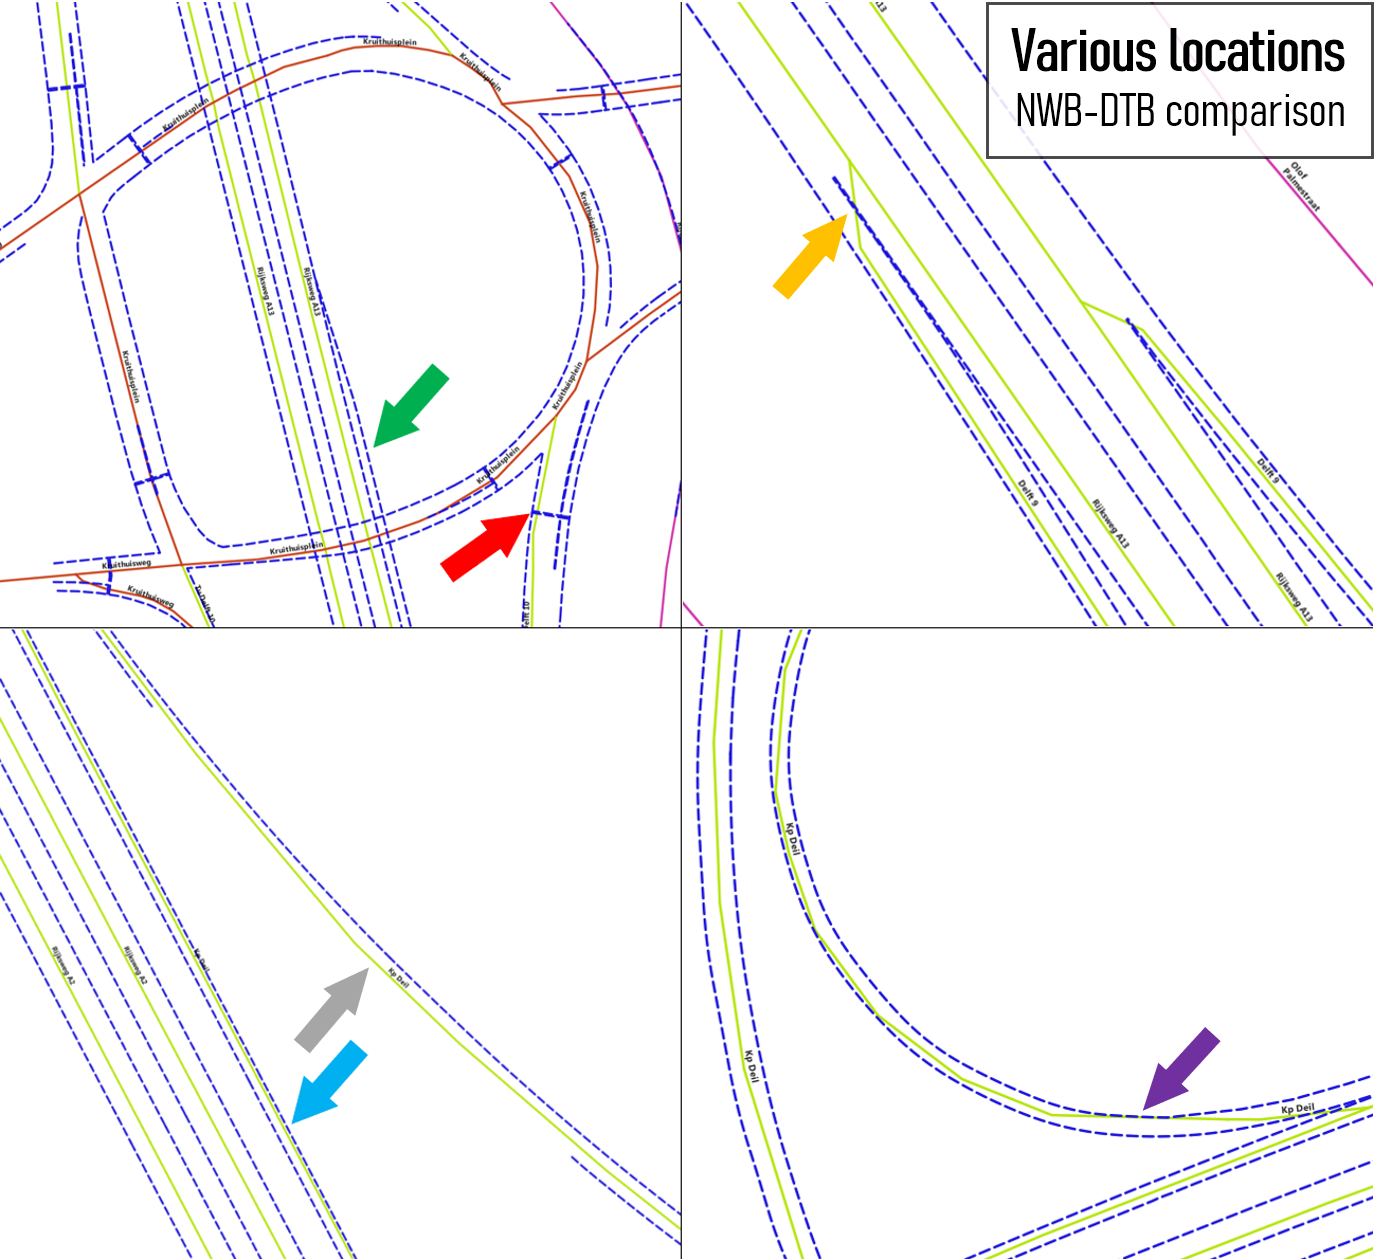 Various locations
NWB-DTB comparison
Kruithuisplein
Kruithuisplein
Kruithuisplein
Kruithuisplein
Rijksweg A13
Rijksweg A13
Kruithuisplein
Kruithuisplein
Kruithuisplein
Kruithuisplein
Kruithuisweg
Kruithuisweg
A13
Olof
Palmestraat
Delft 9
Delft 9
Rijksweg A13
Rijksweg A13
Rijksweg A2
Rijksweg A2
Kp Deil
Kp Deil
Kp Deil
Kp Deil
Kp Deil